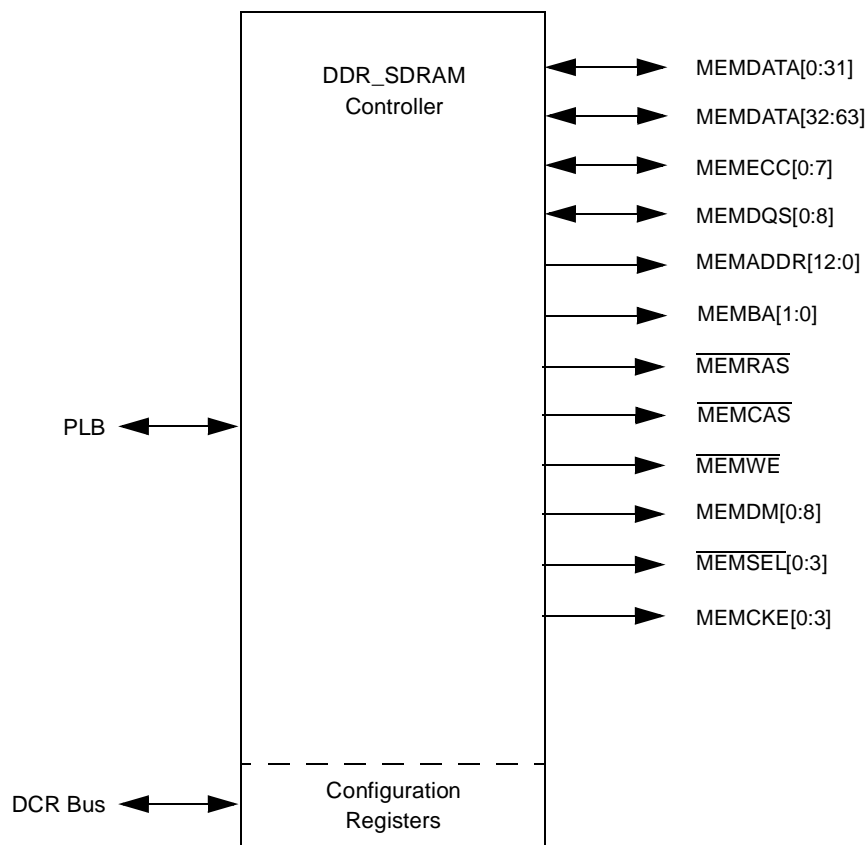 DDR_SDRAM
Controller
MEMDATA[0:31]
MEMDATA[32:63]
MEMECC[0:7]
MEMDQS[0:8]
MEMADDR[12:0]
MEMBA[1:0]
MEMRAS
MEMCAS
MEMWE
MEMDM[0:8]
MEMSEL[0:3]
MEMCKE[0:3]
PLB
DCR Bus
Configuration
Registers